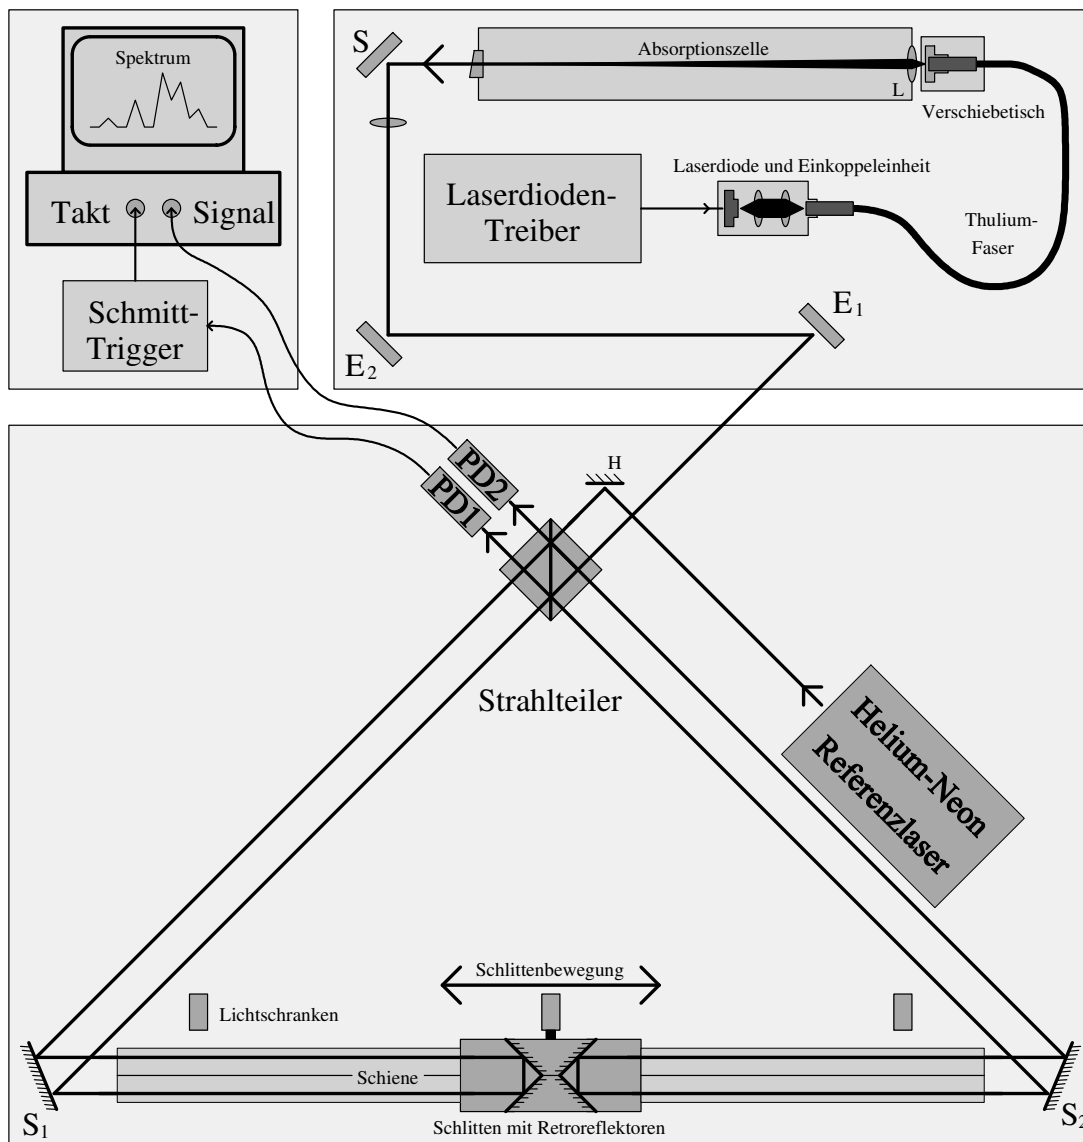 Spektrum
Takt
Signal
Schmitt-
Trigger
S
Absorptionszelle
L
Verschiebetisch
Laserdioden-
Treiber
Laserdiode und Einkoppeleinheit
Thulium-
Faser
E1
E2
PD2
PD1
H
Strahlteiler
Helium-Neon
Referenzlaser
Schlittenbewegung
Lichtschranken
Schiene
S1
S2
Schlitten mit Retroreflektoren